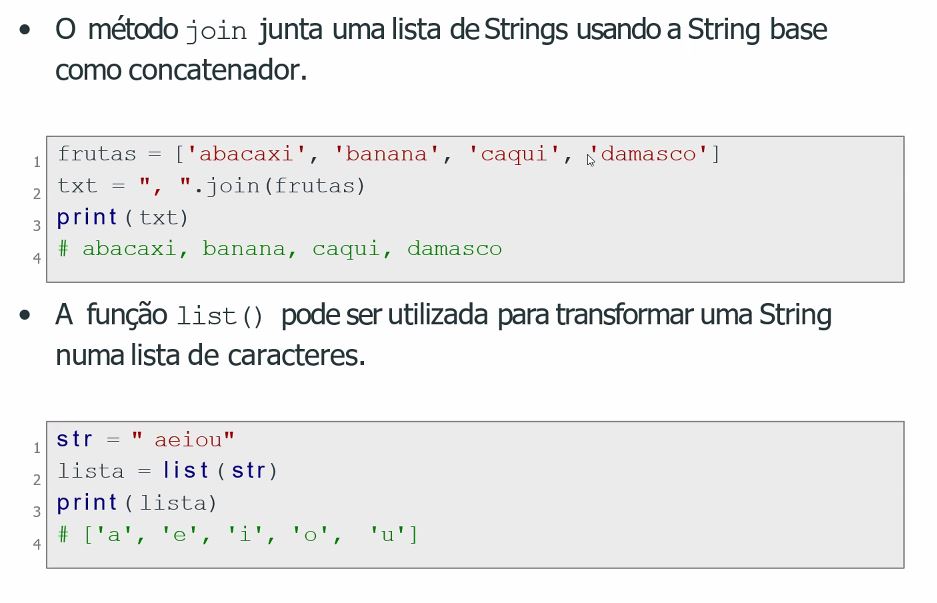 • O método join junta uma lista de Strings usando a String base
como concatenador.
1 frutas = ['abacaxi', 'banana', 'caqui', 'damasco']
2 txt = ", ".join(frutas)
3 print(txt)
4 # abacaxi, banana, caqui, damasco
• A função list() pode ser utilizada para transformar uma String
numa lista de caracteres.
1 str = " aeiou"
2 lista = list(str)
3 print(lista)
4 # ['a', 'e', 'i', 'o', 'u']